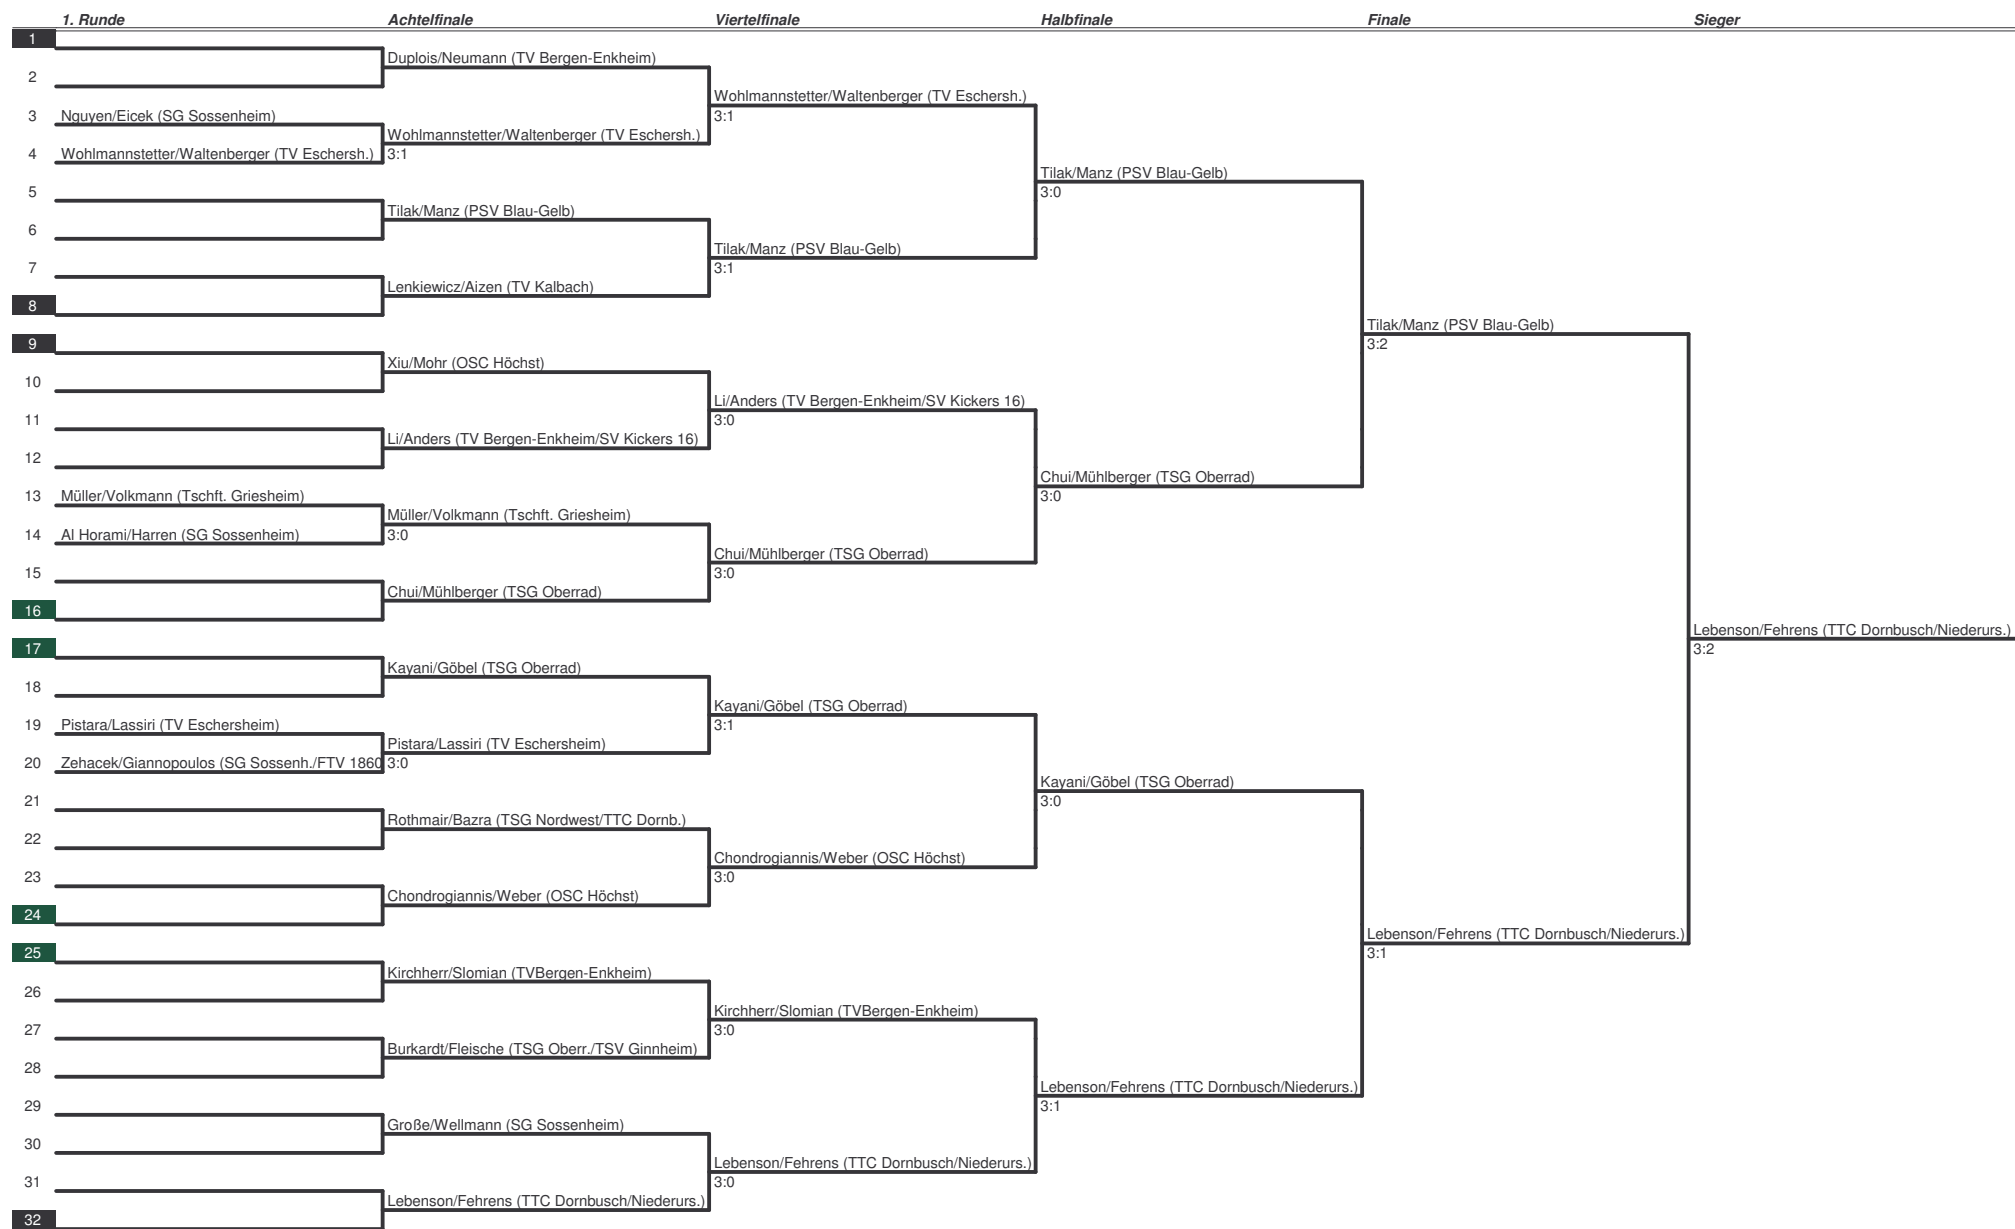 1. Runde Achtelfinale Viertelfinale Halbfinale Finale Sieger
1
Duplois/Neumann (TV Bergen-Enkheim)
2
Wohlmannstetter/Waltenberger (TV Eschersh.)
3 Nguyen/Eicek (SG Sossenheim) 3:1
Wohlmannstetter/Waltenberger (TV Eschersh.)
4 Wohlmannstetter/Waltenberger (TV Eschersh.) 3:1
Tilak/Manz (PSV Blau-Gelb)
5 3:0
Tilak/Manz (PSV Blau-Gelb)
6
Tilak/Manz (PSV Blau-Gelb)
7 3:1
Lenkiewicz/Aizen (TV Kalbach)
8
Tilak/Manz (PSV Blau-Gelb)
9 3:2
Xiu/Mohr (OSC Höchst)
10
Li/Anders (TV Bergen-Enkheim/SV Kickers 16)
11 3:0
Li/Anders (TV Bergen-Enkheim/SV Kickers 16)
12
Chui/Mühlberger (TSG Oberrad)
13 Müller/Volkmann (Tschft. Griesheim) 3:0
Müller/Volkmann (Tschft. Griesheim)
14 Al Horami/Harren (SG Sossenheim) 3:0
Chui/Mühlberger (TSG Oberrad)
15 3:0
Chui/Mühlberger (TSG Oberrad)
16
Lebenson/Fehrens (TTC Dornbusch/Niederurs.)
17 3:2
Kayani/Göbel (TSG Oberrad)
18
Kayani/Göbel (TSG Oberrad)
19 Pistara/Lassiri (TV Eschersheim) 3:1
Pistara/Lassiri (TV Eschersheim)
20 Zehacek/Giannopoulos (SG Sossenh./FTV 1860 3:0
Kayani/Göbel (TSG Oberrad)
21 3:0
Rothmair/Bazra (TSG Nordwest/TTC Dornb.)
22
Chondrogiannis/Weber (OSC Höchst)
23 3:0
Chondrogiannis/Weber (OSC Höchst)
24
Lebenson/Fehrens (TTC Dornbusch/Niederurs.)
25 3:1
Kirchherr/Slomian (TVBergen-Enkheim)
26
Kirchherr/Slomian (TVBergen-Enkheim)
27 3:0
Burkardt/Fleische (TSG Oberr./TSV Ginnheim)
28
Lebenson/Fehrens (TTC Dornbusch/Niederurs.)
29 3:1
Große/Wellmann (SG Sossenheim)
30
Lebenson/Fehrens (TTC Dornbusch/Niederurs.)
31 3:0
Lebenson/Fehrens (TTC Dornbusch/Niederurs.)
32